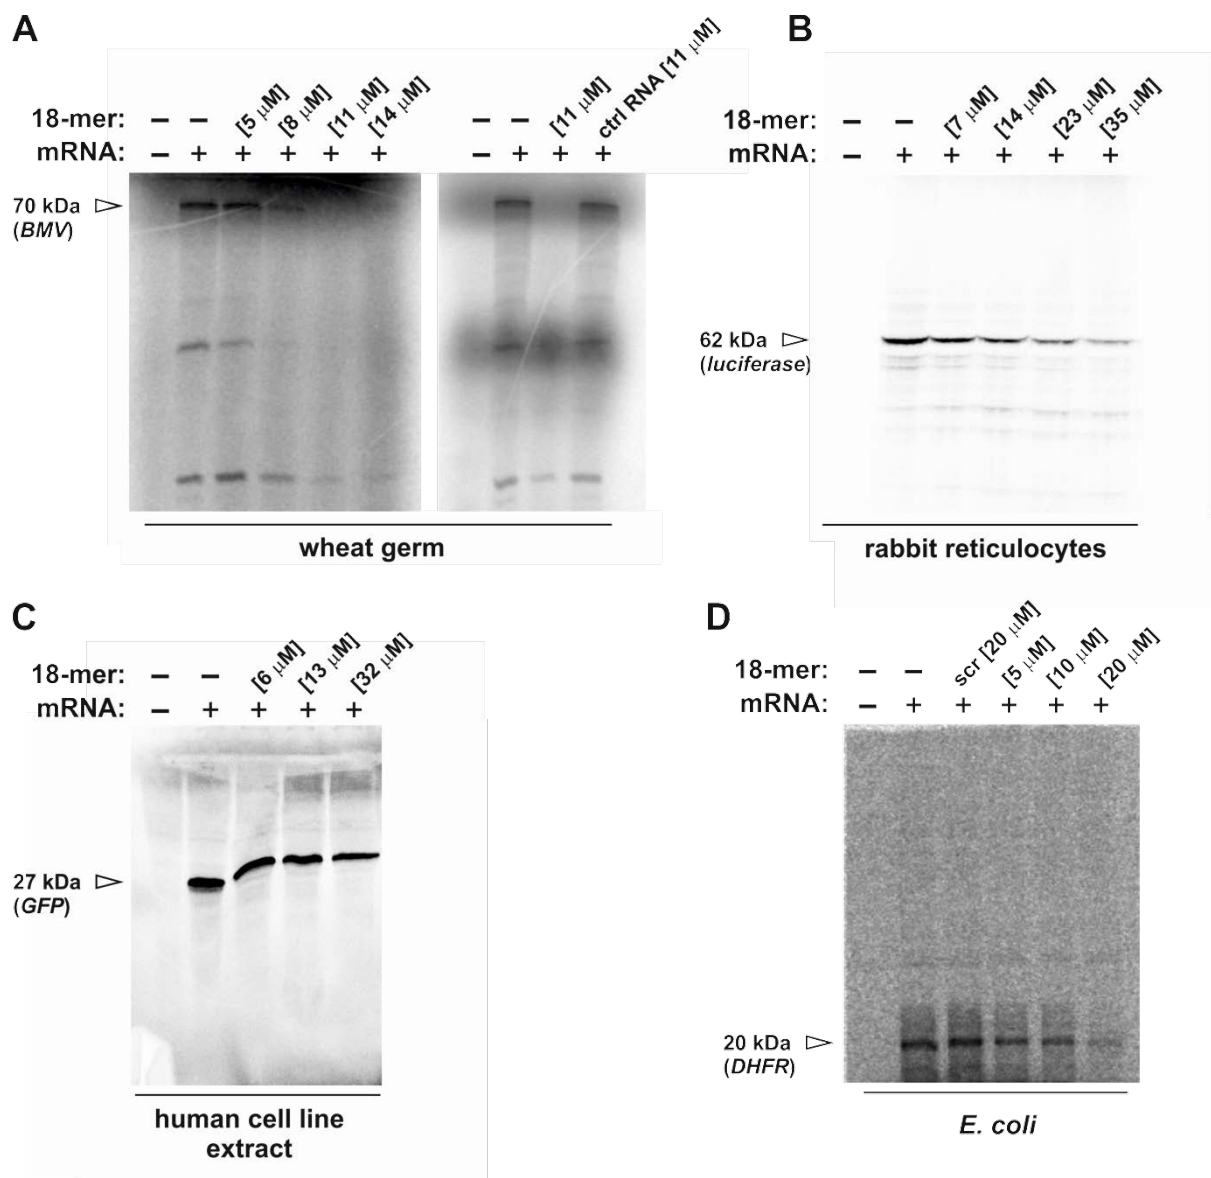 A
18-mer: – – [5 μM] [8 μM] [11 μM] [14 μM] – – [11 μM] ctrl RNA [11 μM]
mRNA: – + + + + + – + + +
70 kDa
(BMV)
wheat germ
B
18-mer: – – [7 μM] [14 μM] [23 μM] [35 μM]
mRNA: – + + + + +
62 kDa
(luciferase)
rabbit reticulocytes
C
18-mer: – – [6 μM] [13 μM] [32 μM]
mRNA: – + + + +
27 kDa
(GFP)
human cell line
extract
D
18-mer: – – scr [20 μM] [5 μM] [10 μM] [20 μM]
mRNA: – + + + + +
20 kDa
(DHFR)
E. coli